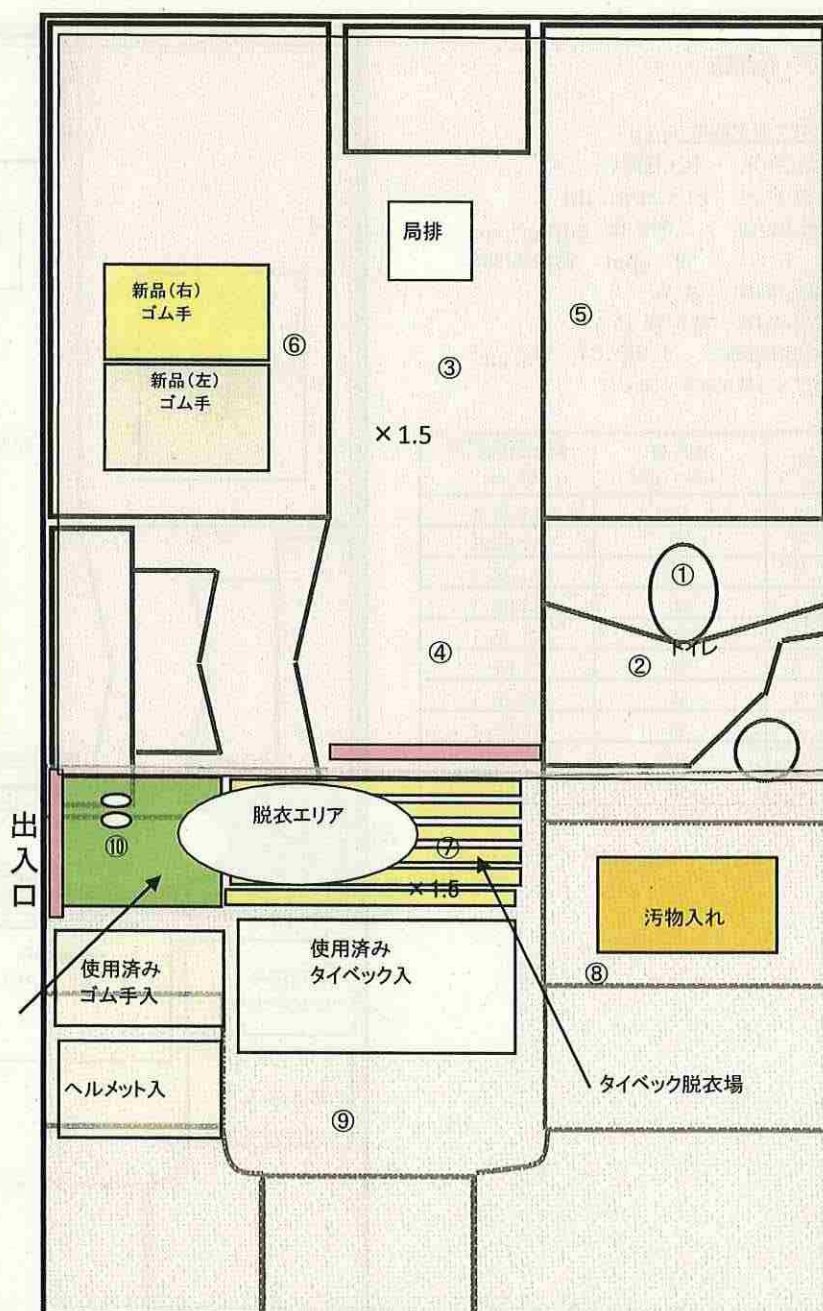 局排
新品(右)
ゴム手
⑥
新品(左)
ゴム手
⑤
③
×1.5
①
④
②
トイレ
出入口
脱衣エリア
⑩
⑦
×1.5
汚物入れ
使用済み
ゴム手入
使用済み
タイベック入
⑧
ヘルメット入
タイベック脱衣場
⑨